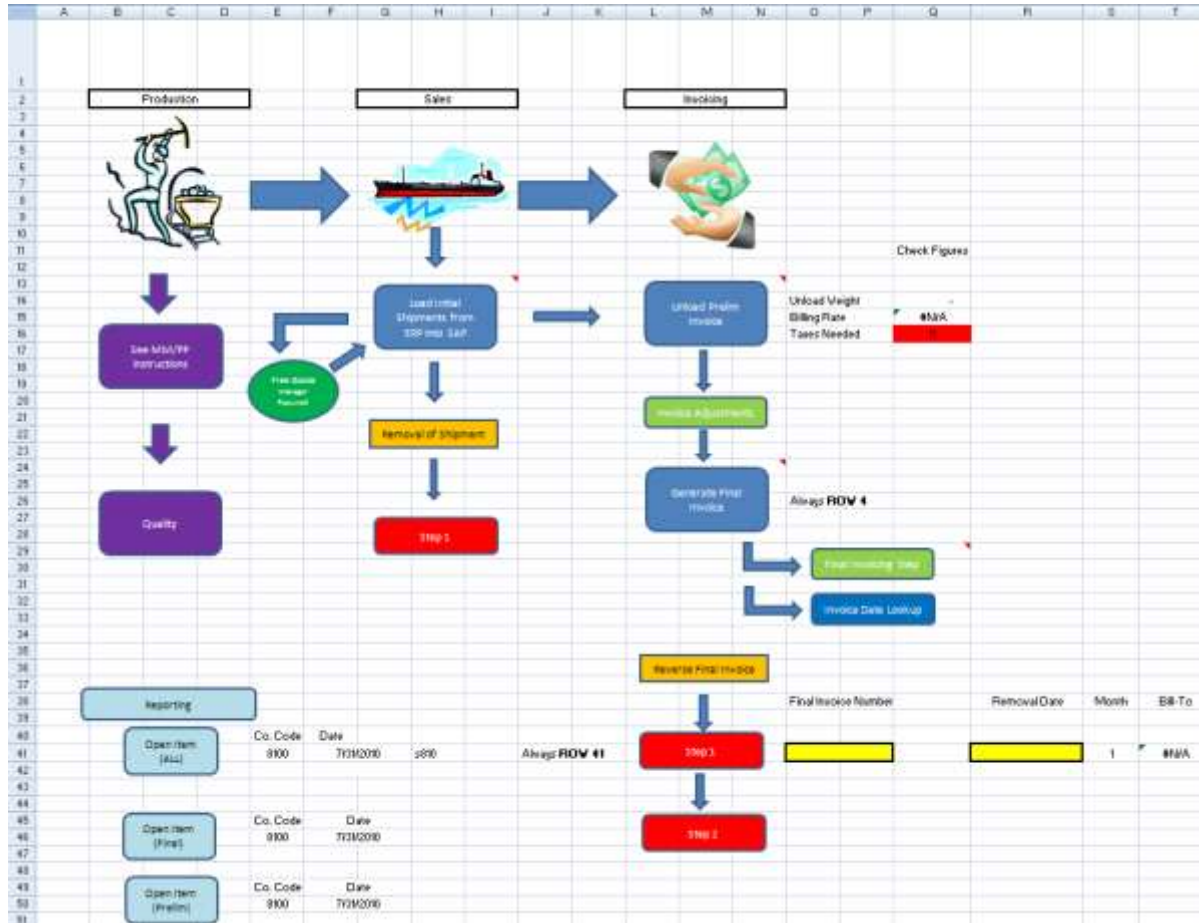 A B C D E F G H I J K L M N O P Q R S T
Production Sales Invoicing
Check Figures
Load Initial
Shipments from
into SAP
Unload Prelim
Invoice
Unload Weight -
Billing Rate #N/A
Taxes Needed
See MM/PP
Instructions
Free Goods
Required
Invoice Adjustments
Removal of Shipment
Generate Final
Invoice
Always ROW 4
Quality
Step 1
Final Invoicing Step
Invoice Date Lookup
Reverse Final Invoice
Reporting
Final Invoice Number Removal Date Month Bill-To
Co. Code Date
Open Item
(ALL)
8100 7/31/2010 Always ROW 41
1 #N/A
Co. Code Date
Open Item
(Final)
8100 7/31/2010
Step 2
Co. Code Date
Open Item
(Prelim)
8100 7/31/2010